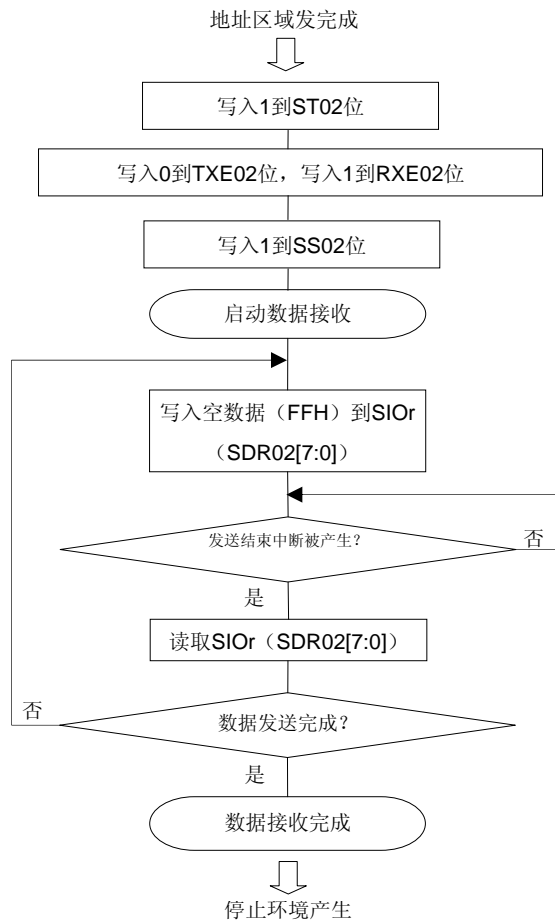 地址区域发完成
写入1到ST02位
写入0到TXE02位，写入1到RXE02位
写入1到SS02位
启动数据接收
写入空数据（FFH）到SIOr
（SDR02[7:0]）
发送结束中断被产生？
否
是
读取SIOr（SDR02[7:0]）
否
数据发送完成？
是
数据接收完成
停止环境产生